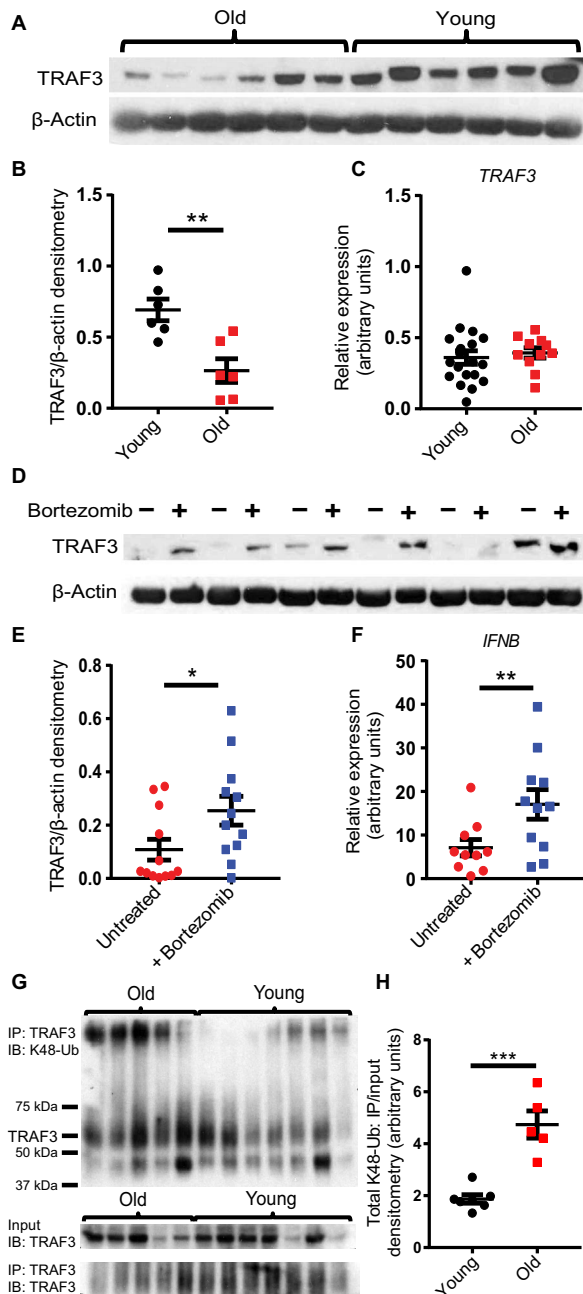 A
Old Young
TRAF3
β-Actin
B
TRAF3/β-actin densitometry
1.5
1.0
0.5
0.0
**
Young Old
C
TRAF3
Relative expression
(arbitrary units)
1.5
1.0
0.5
0.0
Young Old
D
Bortezomib − + − + − + − + − + − +
TRAF3
β-Actin
E
TRAF3/β-actin densitometry
0.8
0.6
0.4
0.2
0.0
*
Untreated + Bortezomib
F
IFNB
Relative expression
(arbitrary units)
50
40
30
20
10
0
**
Untreated + Bortezomib
G
Old Young
IP: TRAF3
IB: K48-Ub
75 kDa
TRAF3
50 kDa
37 kDa
Old Young
Input
IB: TRAF3
IP: TRAF3
IB: TRAF3
H
Total K48-Ub: IP/input
densitometry (arbitrary units)
8
6
4
2
0
***
Young Old